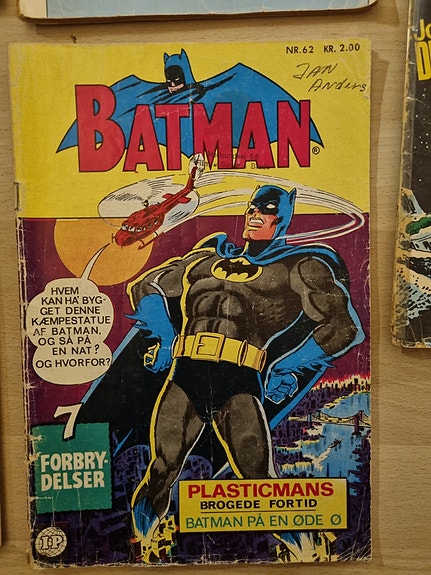 NR.62 KR. 2.00
JAN
Anders
BATMAN®
HVEM
KAN HA' BYG-
GET DENNE
KÆMPESTATUE
AF BATMAN,
OG SÅ PÅ
EN NAT?
OG HVORFOR?
7
FORBRY-
DELSER
PLASTICMANS
BROGEDE FORTID
BATMAN PÅ EN ØDE Ø
IP